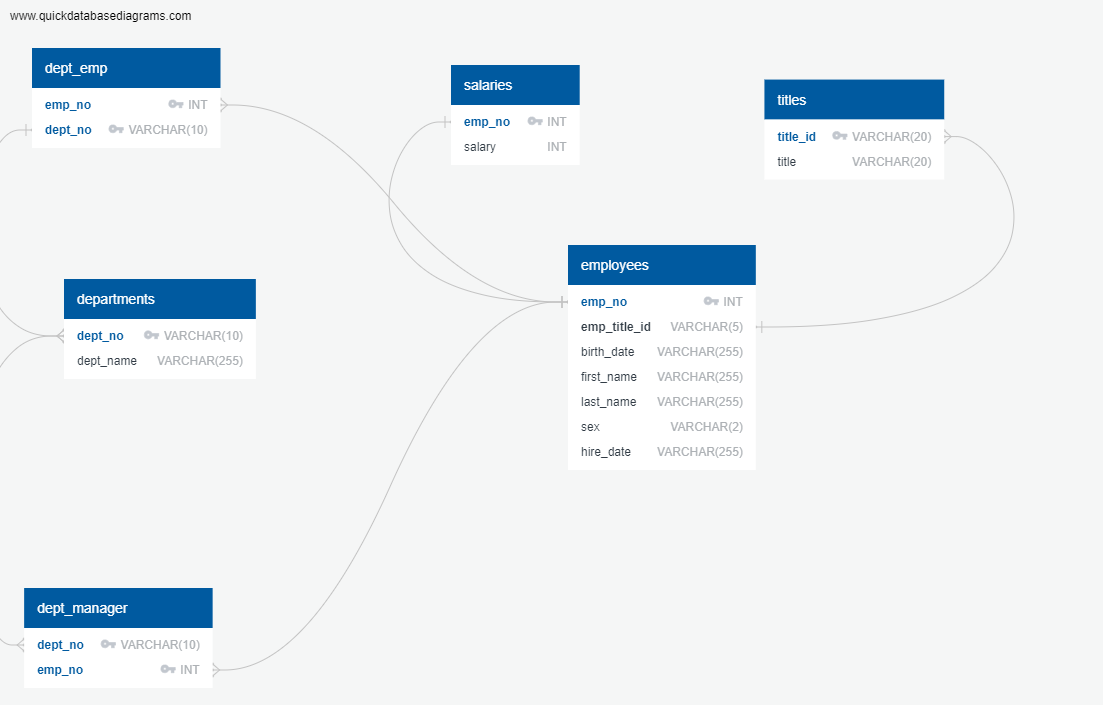 www.quickdatabasediagrams.com
dept_emp
emp_no INT
dept_no VARCHAR(10)
salaries
emp_no INT
salary INT
titles
title_id VARCHAR(20)
title VARCHAR(20)
departments
dept_no VARCHAR(10)
dept_name VARCHAR(255)
employees
emp_no INT
emp_title_id VARCHAR(5)
birth_date VARCHAR(255)
first_name VARCHAR(255)
last_name VARCHAR(255)
sex VARCHAR(2)
hire_date VARCHAR(255)
dept_manager
dept_no VARCHAR(10)
emp_no INT